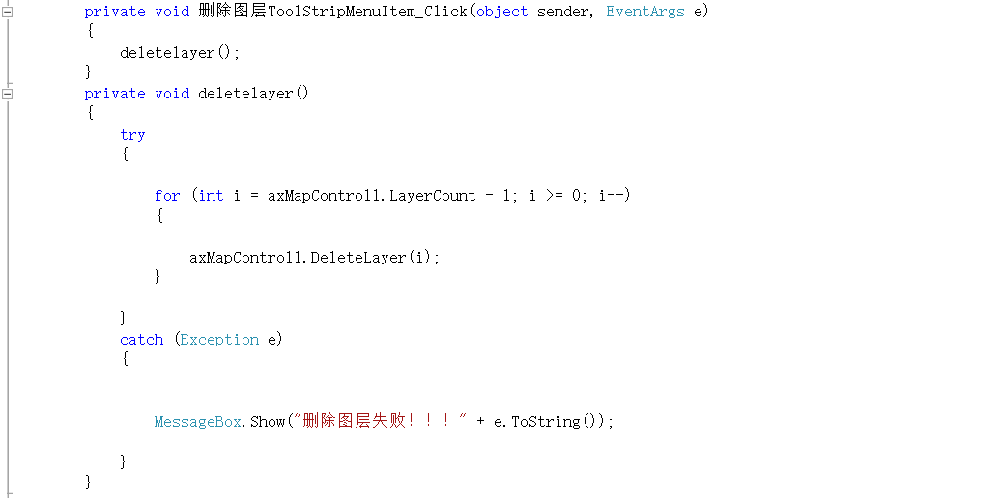 private void 删除图层ToolStripMenuItem_Click(object sender, EventArgs e)
{
deletelayer();
}
private void deletelayer()
{
try
{
for (int i = axMapControl1.LayerCount - 1; i >= 0; i--)
{
axMapControl1.DeleteLayer(i);
}
}
catch (Exception e)
{
MessageBox.Show("删除图层失败！！！" + e.ToString());
}
}